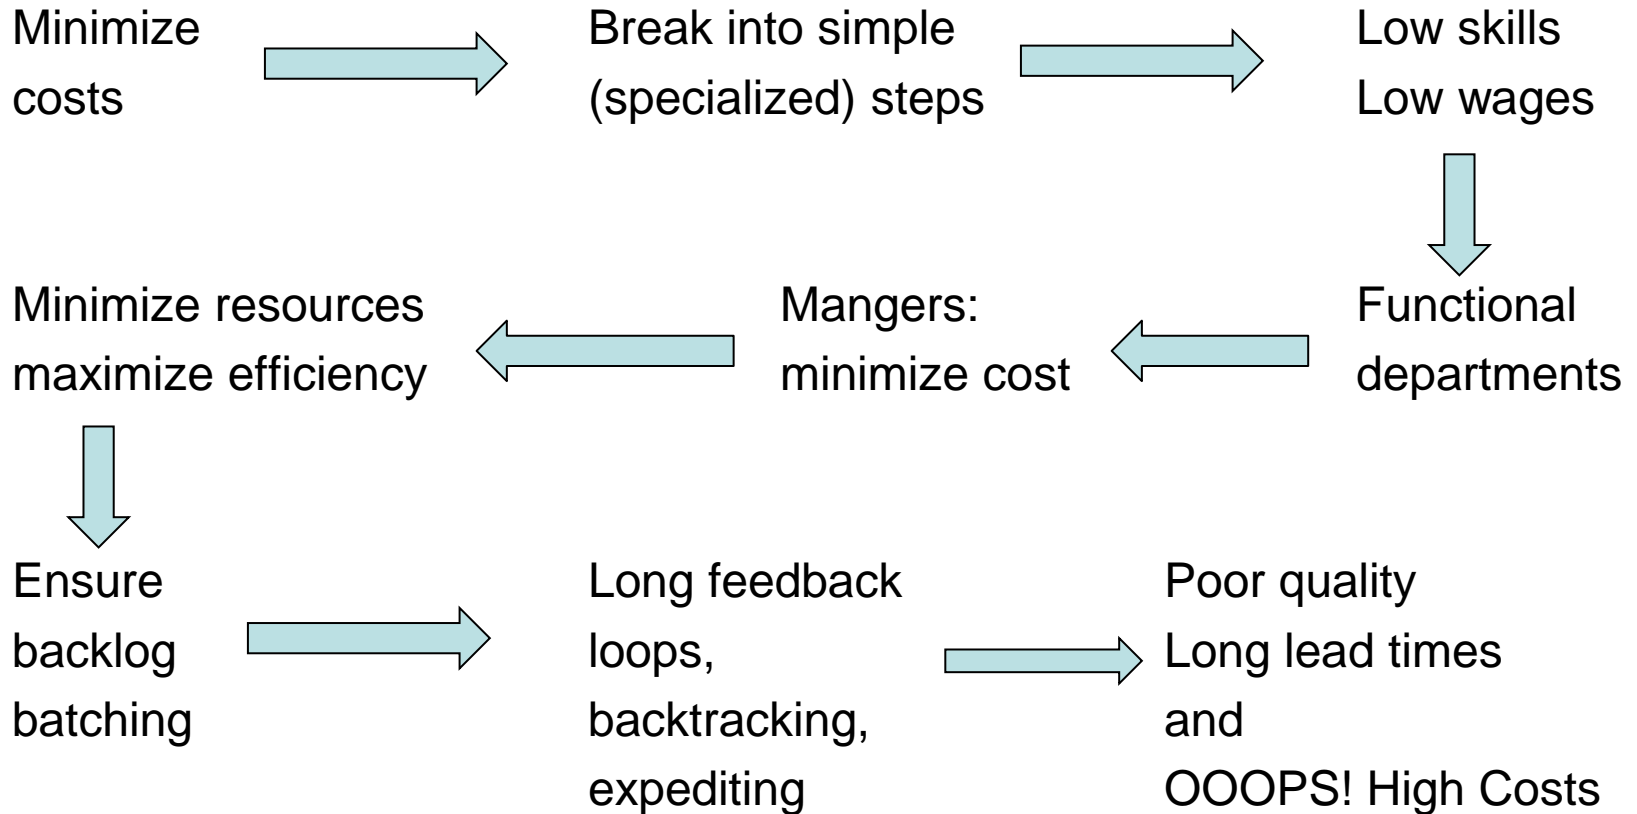 Minimize
costs
Break into simple
(specialized) steps
Low skills
Low wages
Functional
departments
Mangers:
minimize cost
Minimize resources
maximize efficiency
Ensure
backlog
batching
Long feedback
loops,
backtracking,
expediting
Poor quality
Long lead times
and
OOOPS! High Costs